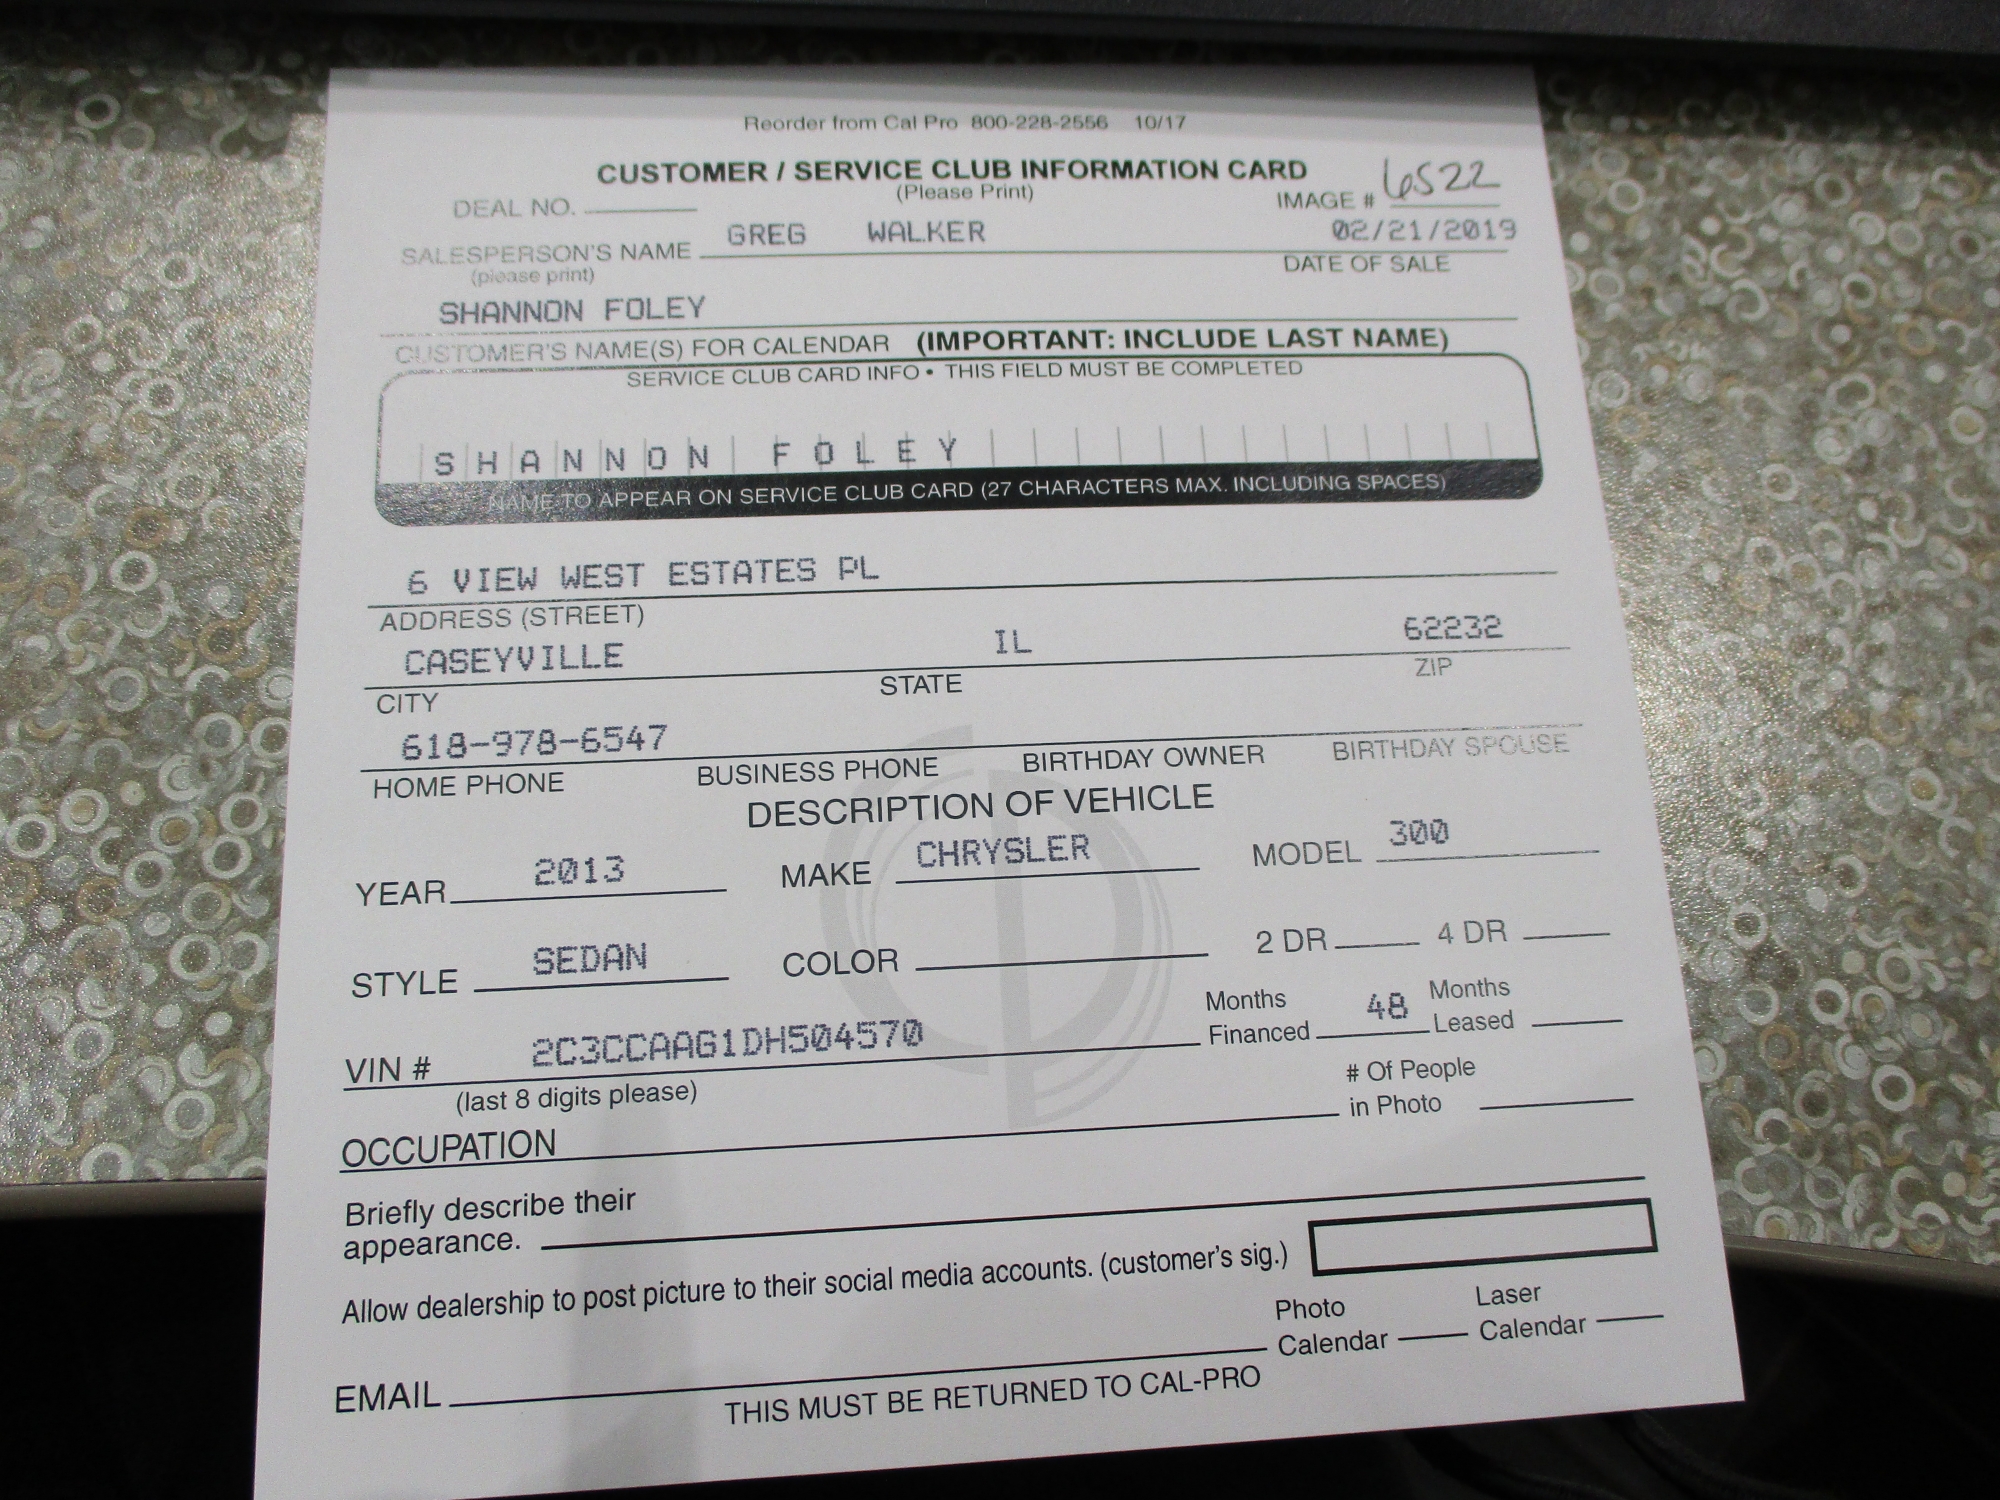 Reorder from Cal Pro 800-228-2556 10/17
CUSTOMER / SERVICE CLUB INFORMATION CARD
(Please Print)
DEAL NO. IMAGE # 6522
SALESPERSON'S NAME GREG WALKER 02/21/2019
(please print) DATE OF SALE
SHANNON FOLEY
CUSTOMER'S NAME(S) FOR CALENDAR (IMPORTANT: INCLUDE LAST NAME)
SERVICE CLUB CARD INFO • THIS FIELD MUST BE COMPLETED
SHANNON FOLEY
NAME TO APPEAR ON SERVICE CLUB CARD (27 CHARACTERS MAX. INCLUDING SPACES)
6 VIEW WEST ESTATES PL
ADDRESS (STREET)
CASEYVILLE IL 62232
CITY STATE ZIP
618-978-6547
HOME PHONE BUSINESS PHONE BIRTHDAY OWNER BIRTHDAY SPOUSE
DESCRIPTION OF VEHICLE
YEAR 2013 MAKE CHRYSLER MODEL 300
STYLE SEDAN COLOR 2 DR 4 DR
VIN # 2C3CCAAG1DH504570 Months Financed 48 Months Leased
(last 8 digits please)
OCCUPATION # Of People in Photo
Briefly describe their
appearance.
Allow dealership to post picture to their social media accounts. (customer's sig.)
EMAIL Photo Calendar Laser Calendar
THIS MUST BE RETURNED TO CAL-PRO